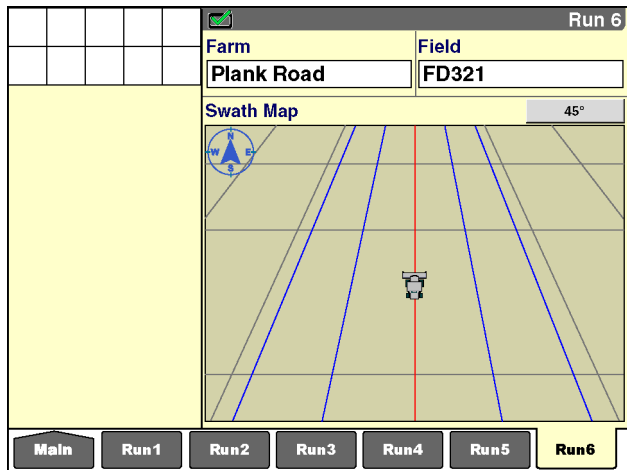 Run 6
Farm Field
Plank Road FD321
Swath Map 45°
N
W E
S
Main Run1 Run2 Run3 Run4 Run5 Run6